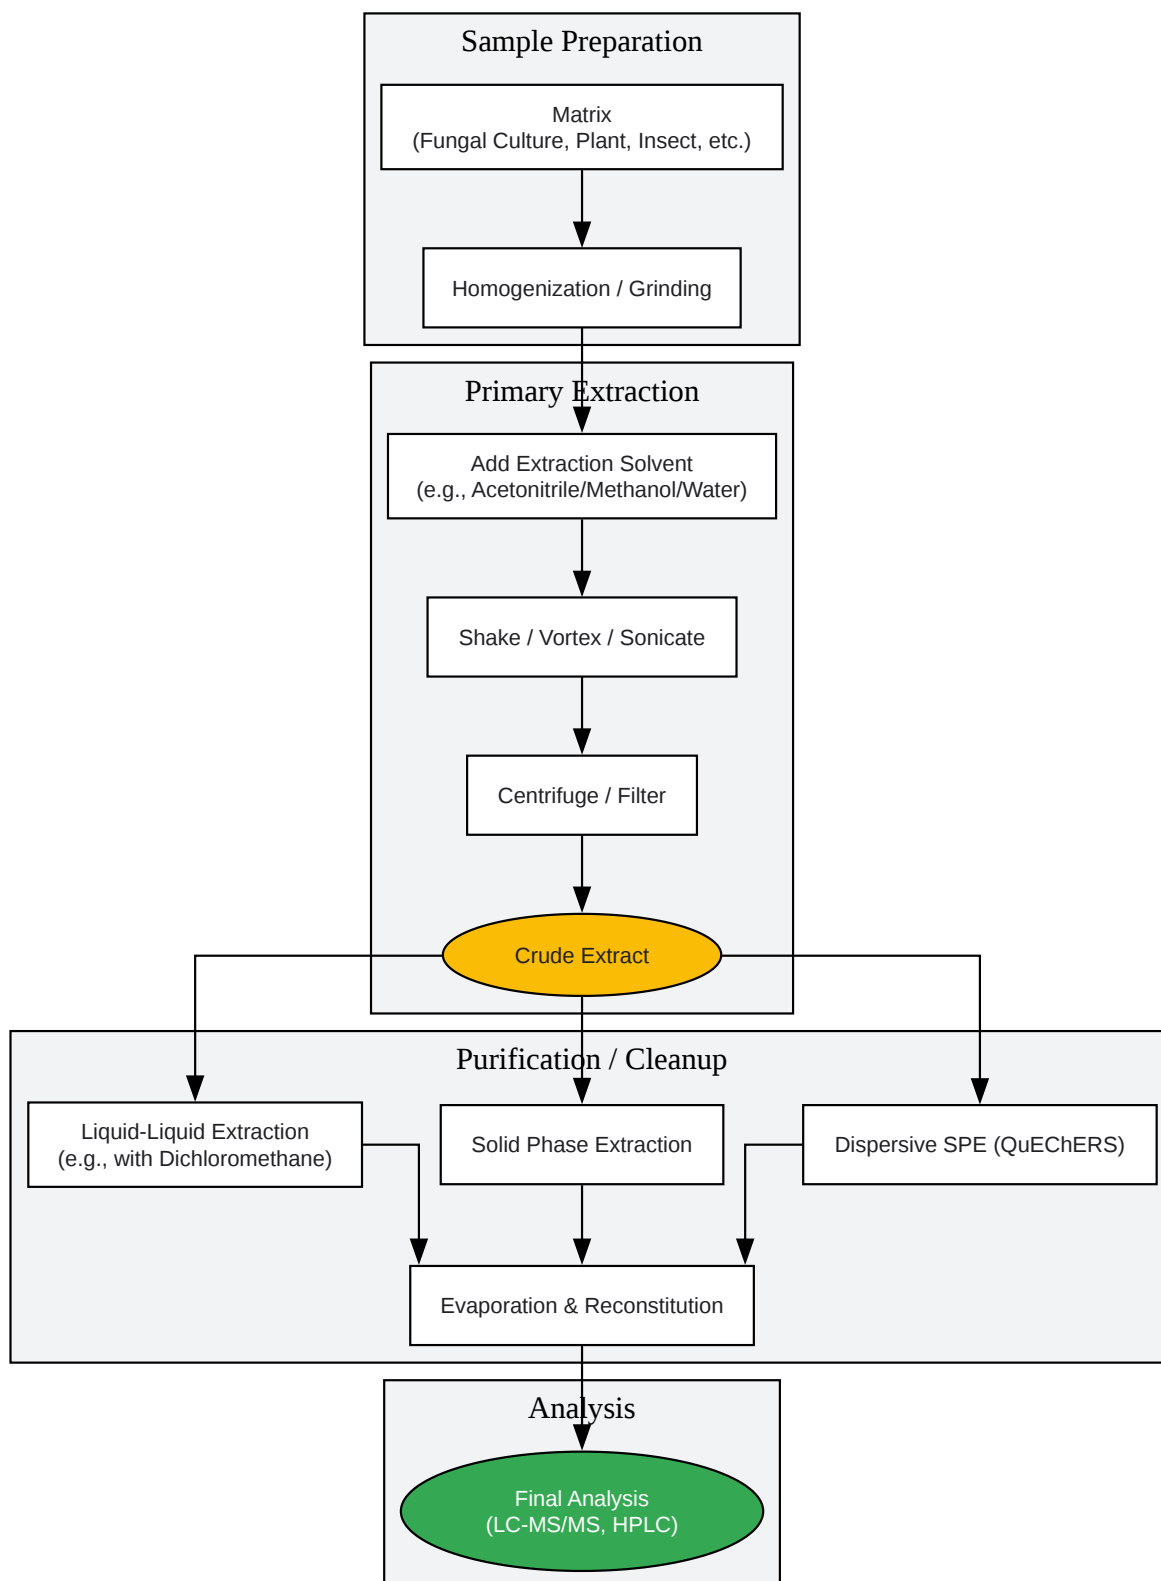 Sample Preparation
Matrix
(Fungal Culture, Plant, Insect, etc.)
Homogenization / Grinding
Primary Extraction
Add Extraction Solvent
(e.g., Acetonitrile/Methanol/Water)
Shake / Vortex / Sonicate
Centrifuge / Filter
Crude Extract
Purification / Cleanup
Liquid-Liquid Extraction
(e.g., with Dichloromethane)
Solid Phase Extraction
Dispersive SPE (QuEChERS)
Evaporation & Reconstitution
Analysis
Final Analysis
(LC-MS/MS, HPLC)